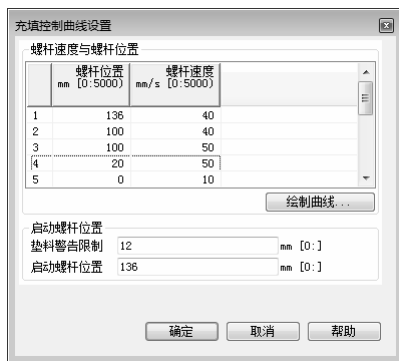 充填控制曲线设置
螺杆速度与螺杆位置
螺杆位置 螺杆速度
mm [0:5000) mm/s [0:5000)
1 136 40
2 100 40
3 100 50
4 20 50
5 0 10
绘制曲线...
启动螺杆位置
垫料警告限制 12 mm [0:]
启动螺杆位置 136 mm [0:]
确定 取消 帮助